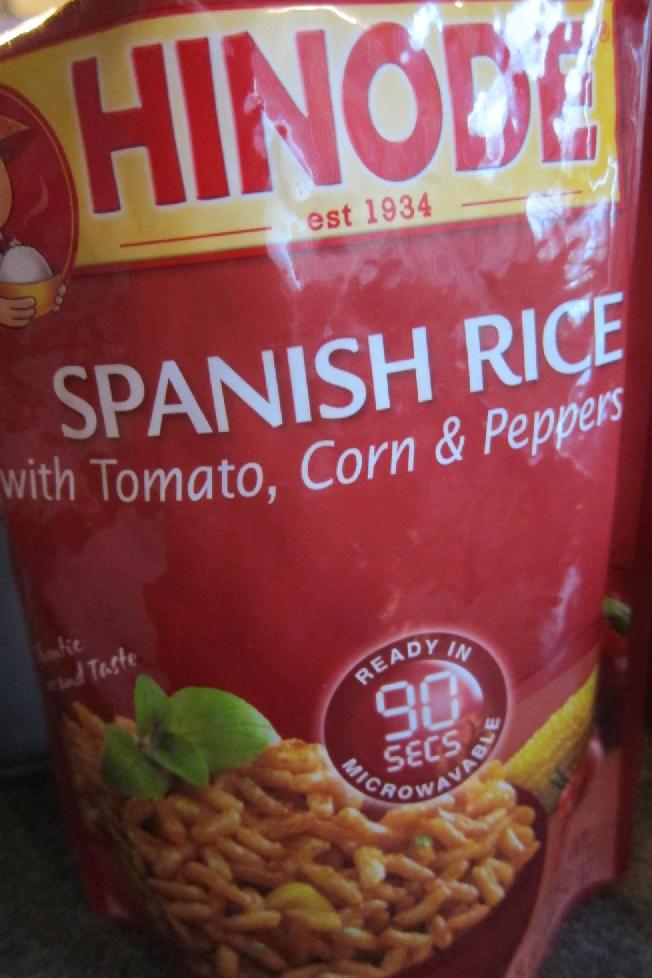 HINODE
est 1934
SPANISH RICE
with Tomato, Corn & Peppers
Taste
READY IN
90
SECS
MICROWAVABLE